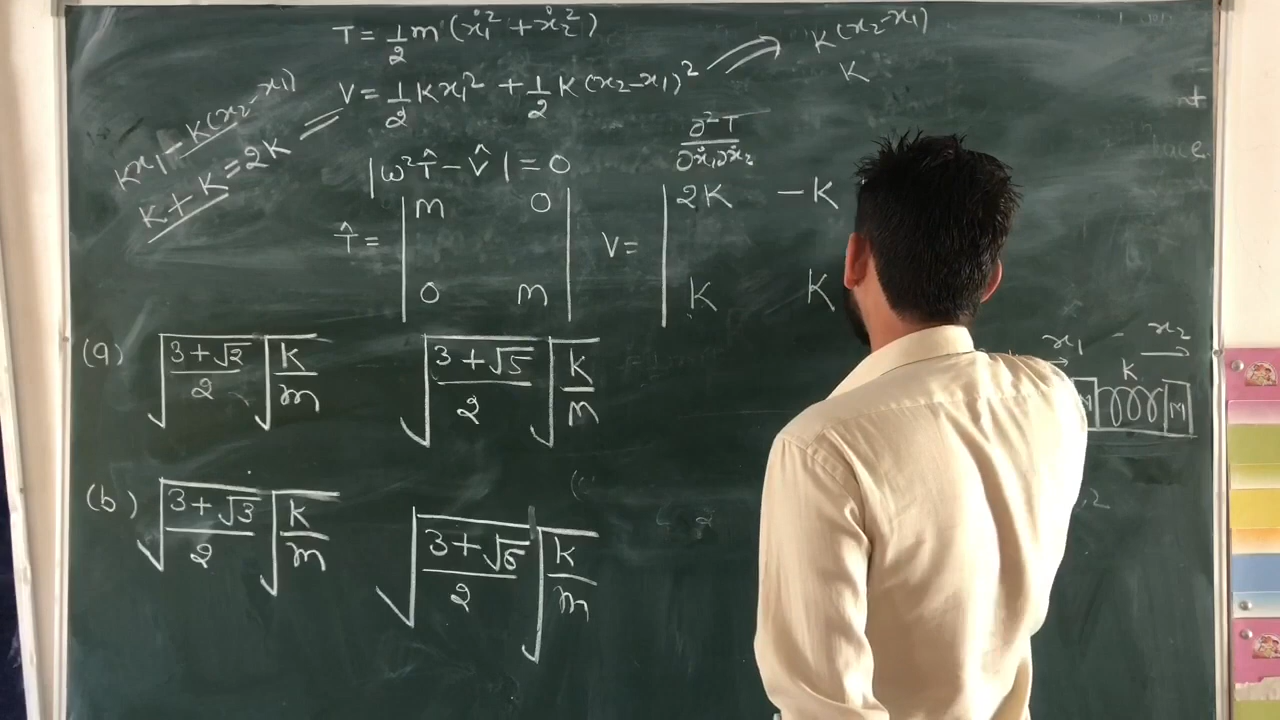 T = 1/2 m (ẋ₁² + ẋ₂²)
K(x₂-x₁)
K
V = 1/2 Kx₁² + 1/2 K(x₂-x₁)²
Kx₁ - K(x₂-x₁)
K + K = 2K
∂²T
∂ẋ₁∂ẋ₂
|ω²T̂ - V̂| = 0
T̂ = | m 0 |
| 0 m |
V = | 2K -K
| K K
(a) √(3+√2)/2 √K/m √(3+√5)/2 √K/m
(b) √(3+√3)/2 √K/m √(3+√6)/2 √K/m
x₁ x₂
K
M M